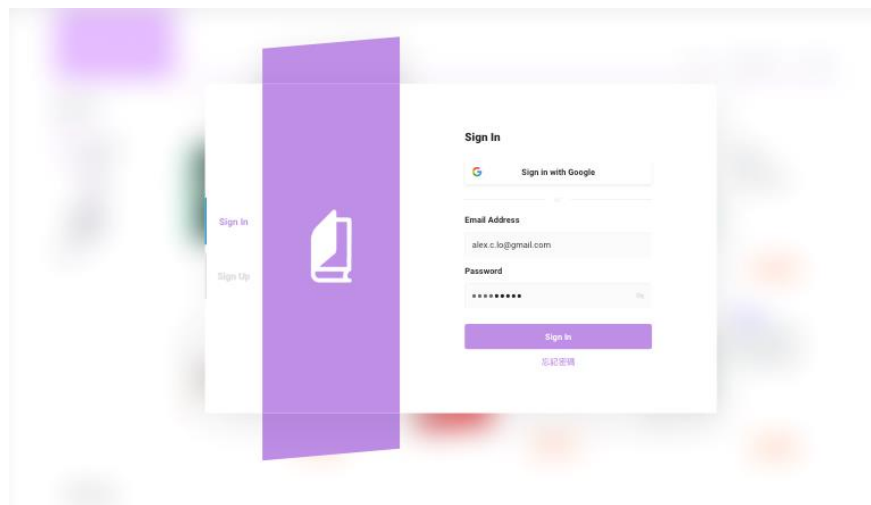 Sign In
Sign in with Google
Sign In
Email Address
alex.c.lo@gmail.com
Sign Up
Password
Sign In
忘記密碼